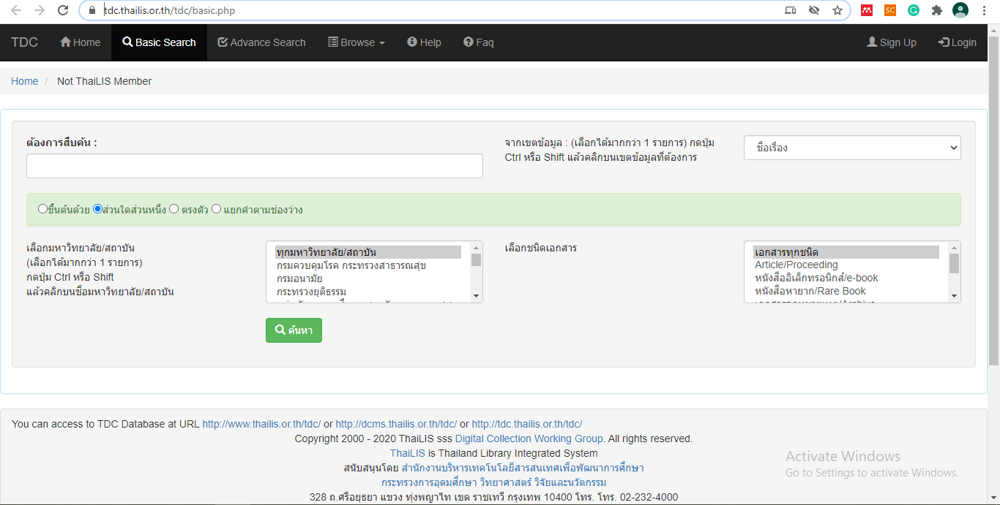 tdc.thailis.or.th/tdc/basic.php
SC
TDC Home Basic Search Advance Search Browse Help Faq Sign Up Login
Home / Not ThaiLIS Member
ต้องการสืบค้น :
จากเขตข้อมูล : (เลือกได้มากกว่า 1 รายการ) กดปุ่ม
Ctrl หรือ Shift แล้วคลิกบนเขตข้อมูลที่ต้องการ
ชื่อเรื่อง
ขึ้นต้นด้วย ส่วนใดส่วนหนึ่ง ตรงตัว แยกคำตามช่องว่าง
เลือกมหาวิทยาลัย/สถาบัน
(เลือกได้มากกว่า 1 รายการ)
กดปุ่ม Ctrl หรือ Shift
แล้วคลิกบนชื่อมหาวิทยาลัย/สถาบัน
ทุกมหาวิทยาลัย/สถาบัน
กรมควบคุมโรค กระทรวงสาธารณสุข
กรมอนามัย
กระทรวงยุติธรรม
เลือกชนิดเอกสาร
เอกสารทุกชนิด
Article/Proceeding
หนังสืออิเล็กทรอนิกส์/e-book
หนังสือหายาก/Rare Book
ค้นหา
You can access to TDC Database at URL http://www.thailis.or.th/tdc/ or http://dcms.thailis.or.th/tdc/ or http://tdc.thailis.or.th/tdc/
Copyright 2000 - 2020 ThaiLIS sss Digital Collection Working Group. All rights reserved.
ThaiLIS is Thailand Library Integrated System
สนับสนุนโดย สำนักงานบริหารเทคโนโลยีสารสนเทศเพื่อพัฒนาการศึกษา
กระทรวงการอุดมศึกษา วิทยาศาสตร์ วิจัยและนวัตกรรม
328 ถ.ศรีอยุธยา แขวง ทุ่งพญาไท เขต ราชเทวี กรุงเทพ 10400 โทร. โทร. 02-232-4000
Activate Windows
Go to Settings to activate Windows.